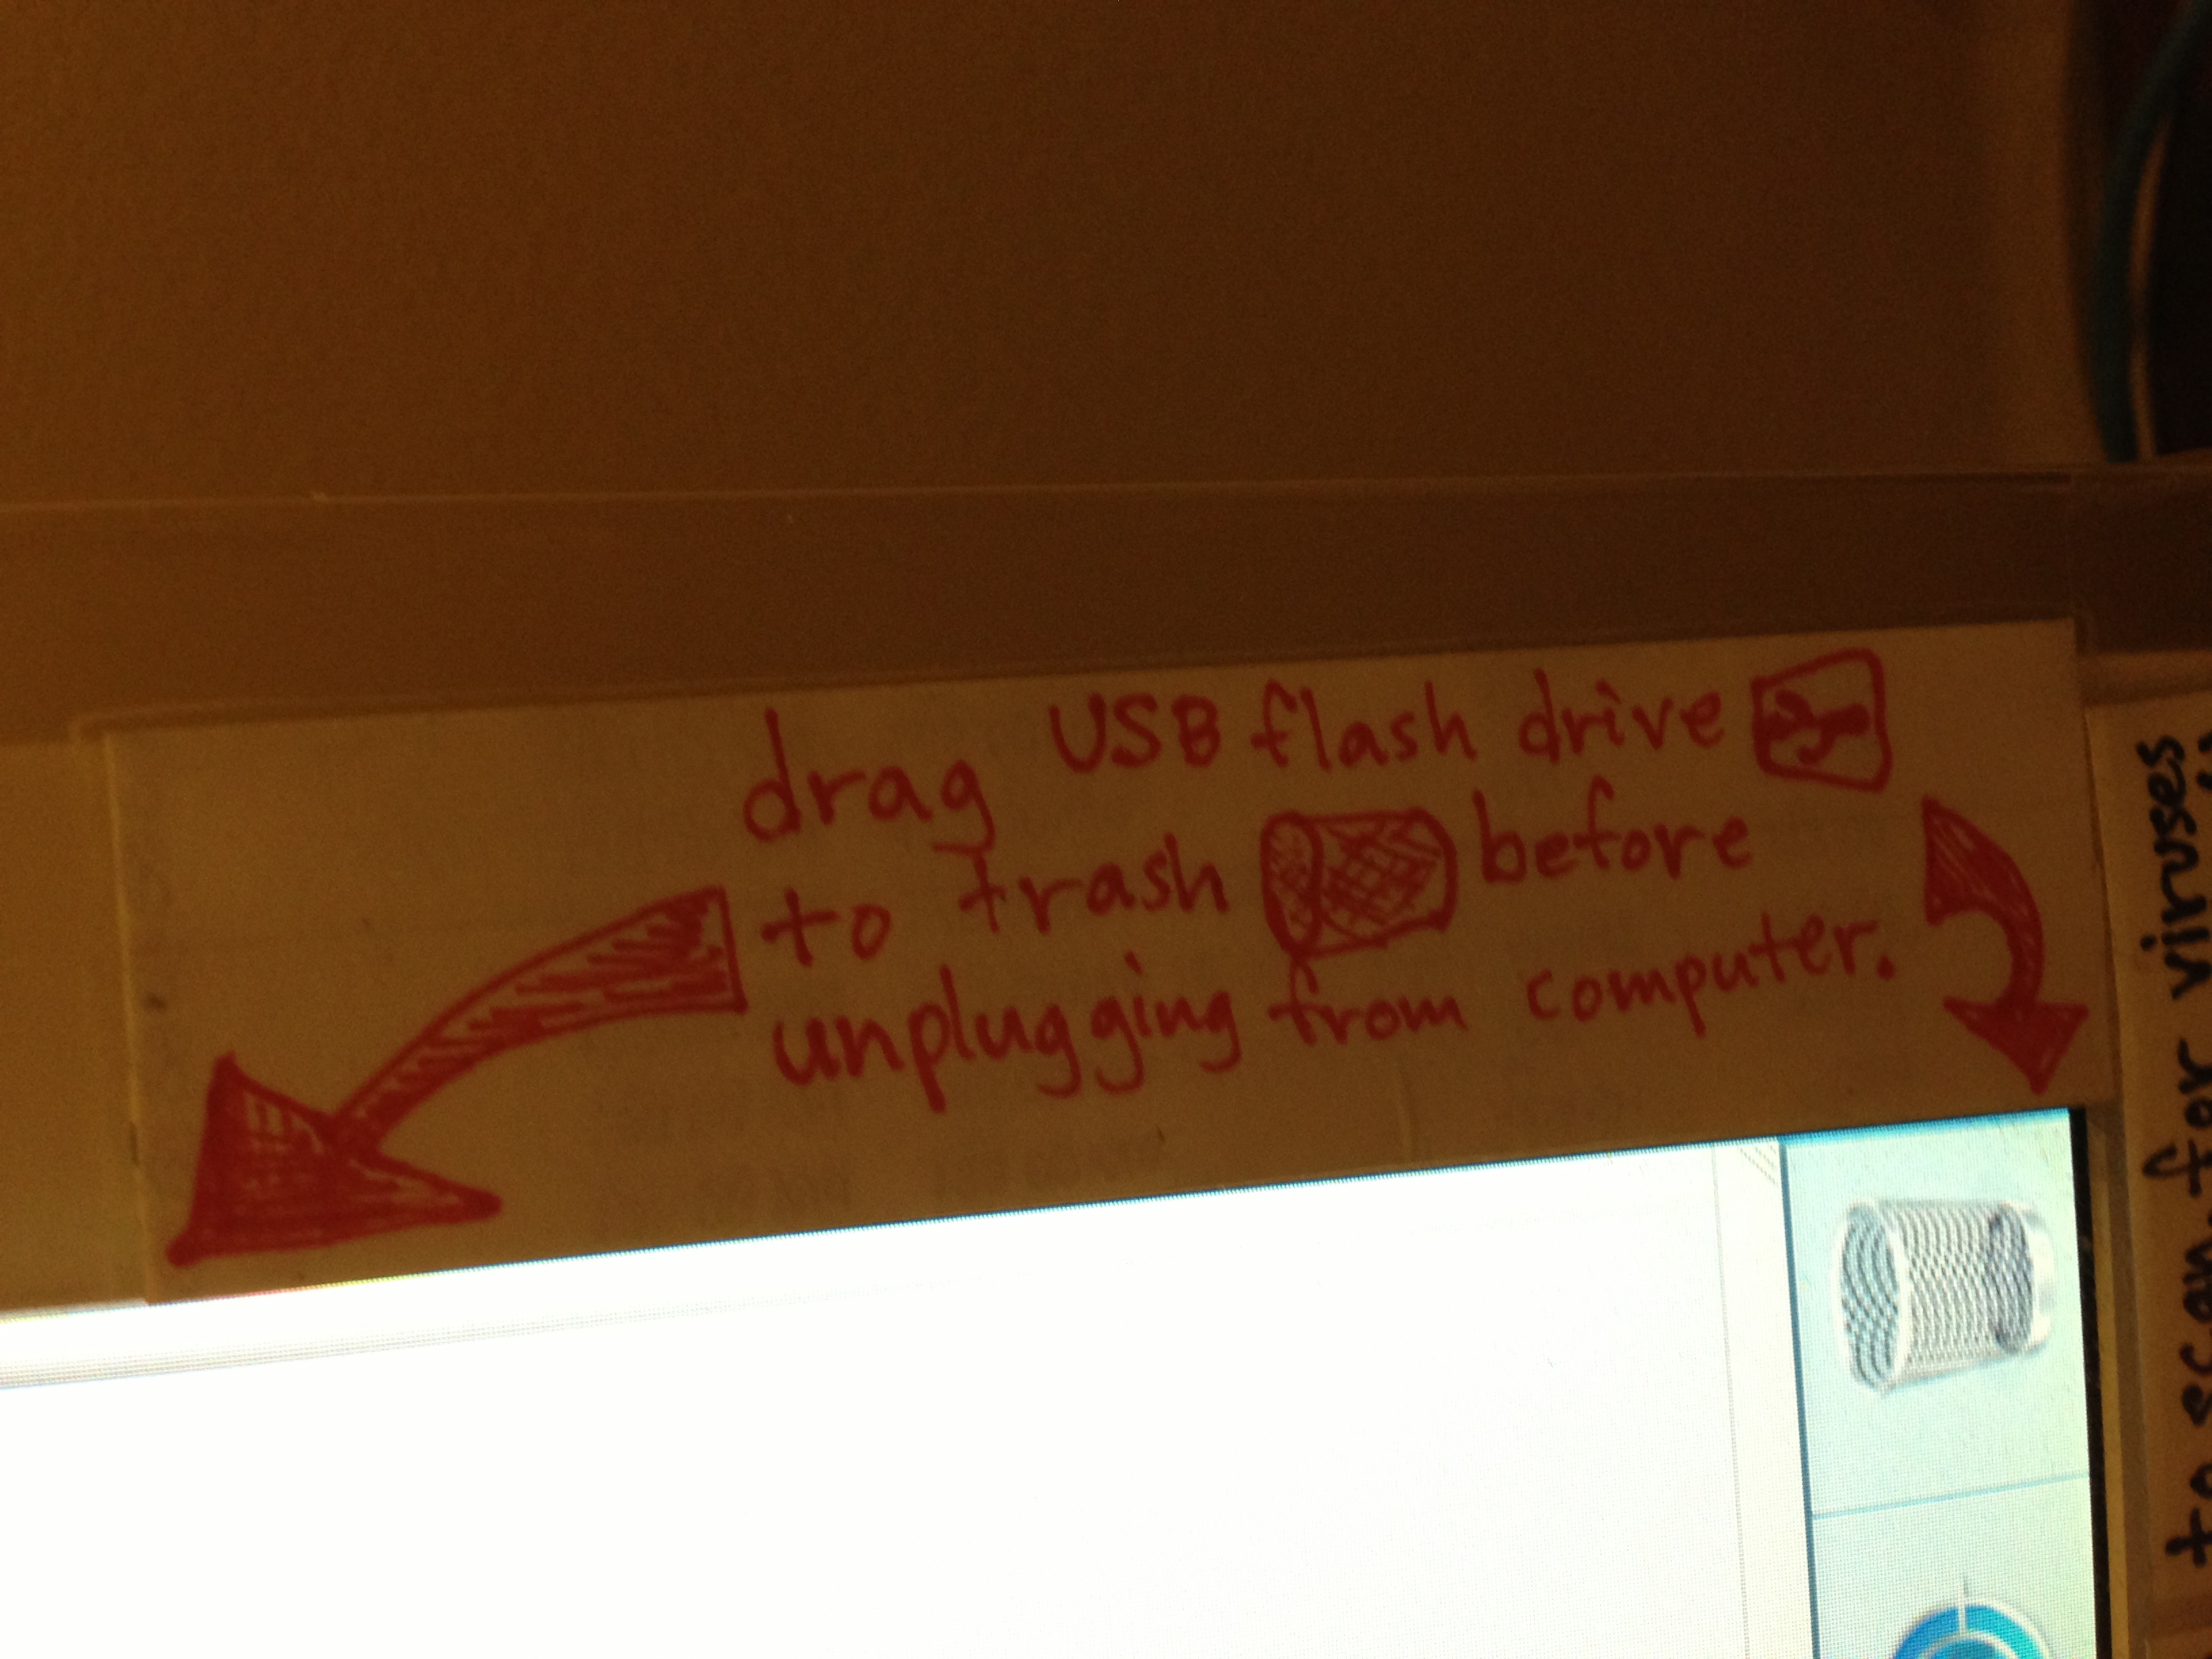 drag USB flash drive
to trash before
unplugging from computer.
to scan for viruses